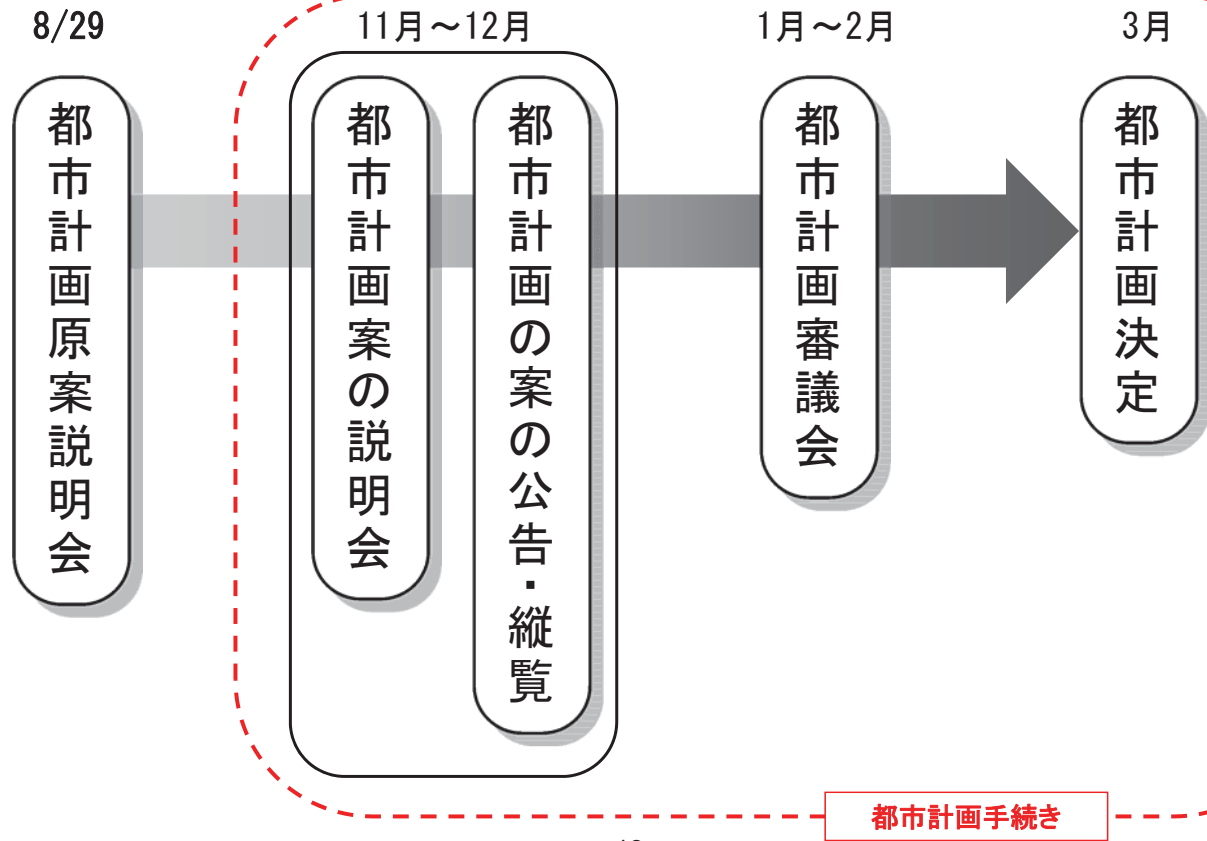 8/29
11月～12月
1月～2月
3月
都市計画原案説明会
都市計画案の説明会
都市計画の案の公告・縦覧
都市計画審議会
都市計画決定
都市計画手続き